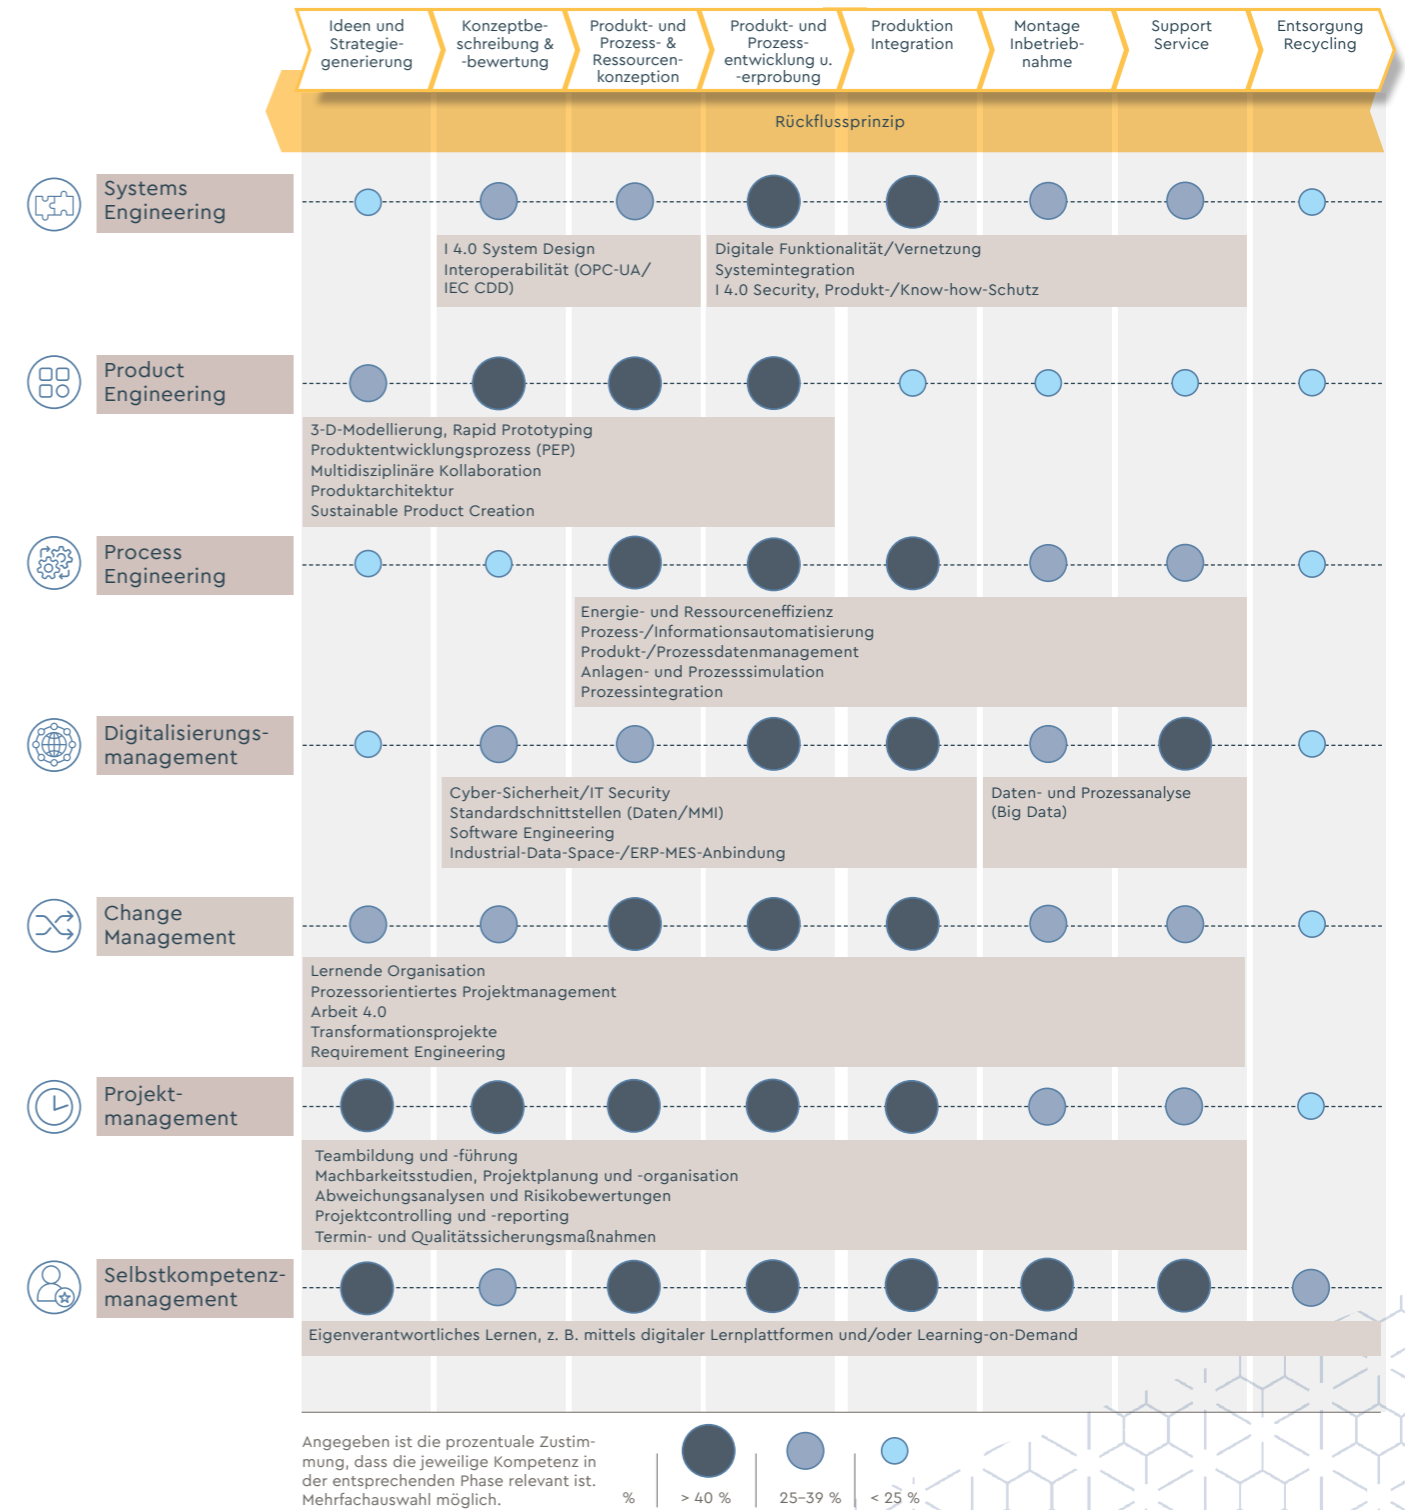 Ideen und
Strategie-
generierung
Konzeptbe-
schreibung &
-bewertung
Produkt- und
Prozess- &
Ressourcen-
konzeption
Produkt- und
Prozess-
entwicklung u.
-erprobung
Produktion
Integration
Montage
Inbetrieb-
nahme
Support
Service
Entsorgung
Recycling
Rückflussprinzip
Systems
Engineering
I 4.0 System Design
Interoperabilität (OPC-UA/
IEC CDD)
Digitale Funktionalität/Vernetzung
Systemintegration
I 4.0 Security, Produkt-/Know-how-Schutz
Product
Engineering
3-D-Modellierung, Rapid Prototyping
Produktentwicklungsprozess (PEP)
Multidisziplinäre Kollaboration
Produktarchitektur
Sustainable Product Creation
Process
Engineering
Energie- und Ressourceneffizienz
Prozess-/Informationsautomatisierung
Produkt-/Prozessdatenmanagement
Anlagen- und Prozesssimulation
Prozessintegration
Digitalisierungs-
management
Cyber-Sicherheit/IT Security
Standardschnittstellen (Daten/MMI)
Software Engineering
Industrial-Data-Space-/ERP-MES-Anbindung
Daten- und Prozessanalyse
(Big Data)
Change
Management
Lernende Organisation
Prozessorientiertes Projektmanagement
Arbeit 4.0
Transformationsprojekte
Requirement Engineering
Projekt-
management
Teambildung und -führung
Machbarkeitsstudien, Projektplanung und -organisation
Abweichungsanalysen und Risikobewertungen
Projektcontrolling und -reporting
Termin- und Qualitätssicherungsmaßnahmen
Selbstkompetenz-
management
Eigenverantwortliches Lernen, z. B. mittels digitaler Lernplattformen und/oder Learning-on-Demand
Angegeben ist die prozentuale Zustim-
mung, dass die jeweilige Kompetenz in
der entsprechenden Phase relevant ist.
Mehrfachauswahl möglich.
% > 40 % 25–39 % < 25 %